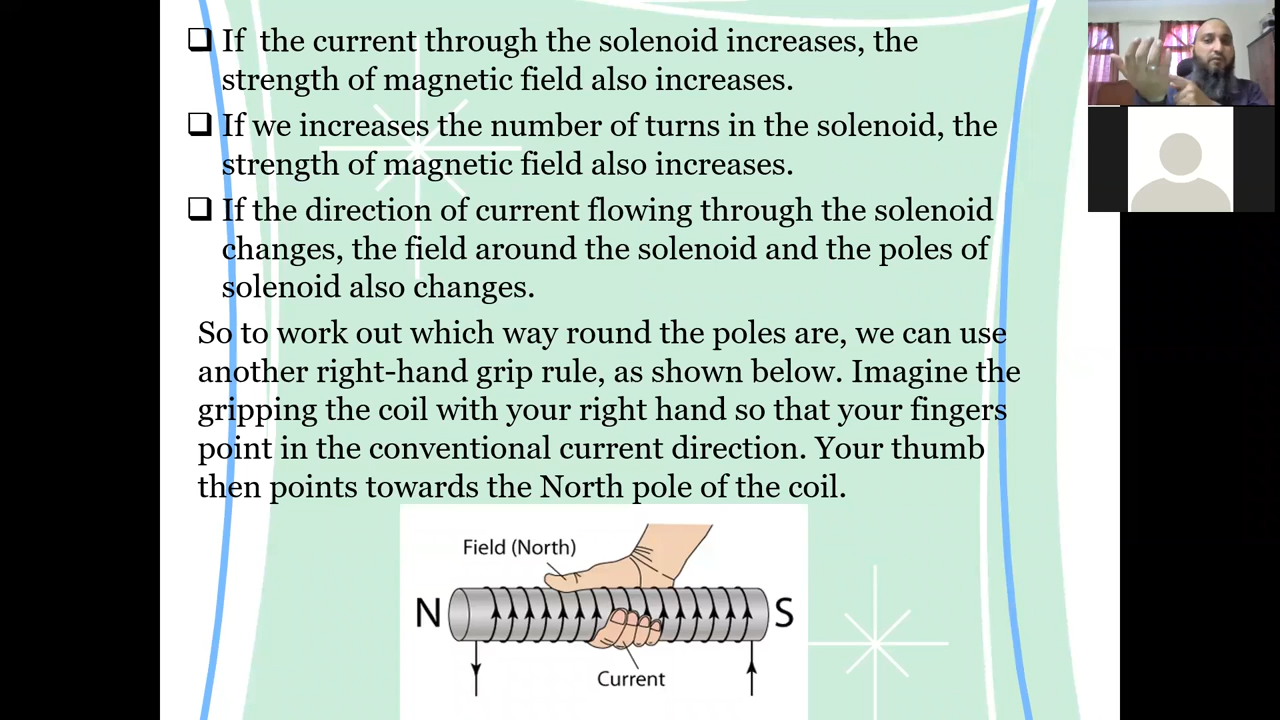 ❑ If the current through the solenoid increases, the
strength of magnetic field also increases.
❑ If we increases the number of turns in the solenoid, the
strength of magnetic field also increases.
❑ If the direction of current flowing through the solenoid
changes, the field around the solenoid and the poles of
solenoid also changes.
So to work out which way round the poles are, we can use
another right-hand grip rule, as shown below. Imagine the
gripping the coil with your right hand so that your fingers
point in the conventional current direction. Your thumb
then points towards the North pole of the coil.
Field (North)
N S
Current